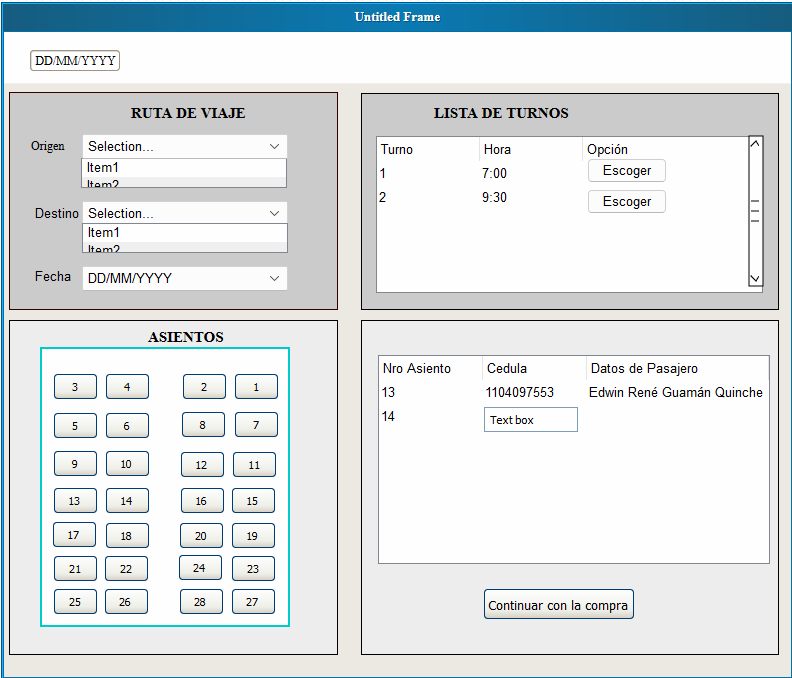 Untitled Frame
DD/MM/YYYY
RUTA DE VIAJE
Origen Selection...
Item1
Item2
Destino Selection...
Item1
Item2
Fecha DD/MM/YYYY
LISTA DE TURNOS
Turno Hora Opción
1 7:00 Escoger
2 9:30 Escoger
ASIENTOS
3 4 2 1
5 6 8 7
9 10 12 11
13 14 16 15
17 18 20 19
21 22 24 23
25 26 28 27
Nro Asiento Cedula Datos de Pasajero
13 1104097553 Edwin René Guamán Quinche
14 Text box
Continuar con la compra